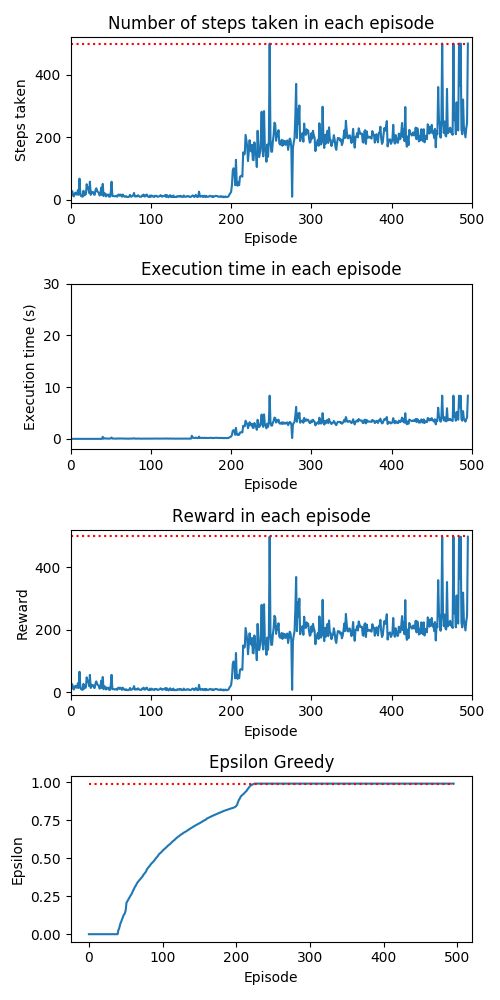 Number of steps taken in each episode
400
200
0
Steps taken
0 100 200 300 400 500
Episode
Execution time in each episode
30
20
10
0
Execution time (s)
0 100 200 300 400 500
Episode
Reward in each episode
400
200
0
Reward
0 100 200 300 400 500
Episode
Epsilon Greedy
1.00
0.75
0.50
0.25
0.00
Epsilon
0 100 200 300 400 500
Episode